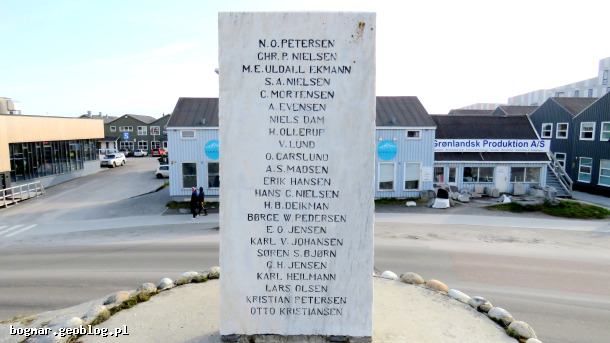 N.O. PETERSEN
CHR. P. NIELSEN
M.E. ULDALL EKMANN
S.A. NIELSEN
C. MORTENSEN
A. EVENSEN
NIELS DAM
H. OLLERUP
V. LUND
O. CARSLUND
A.S. MADSEN
ERIK HANSEN
HANS C. NIELSEN
H.B. DEIKMAN
BØRGE W. PEDERSEN
E.O. JENSEN
KARL V. JOHANSEN
SØREN S. BJØRN
G.H. JENSEN
KARL HEILMANN
LARS OLSEN
KRISTIAN PETERSEN
OTTO KRISTIANSEN
Grønlandsk Produktion A/S
bogmar.geoblog.pl